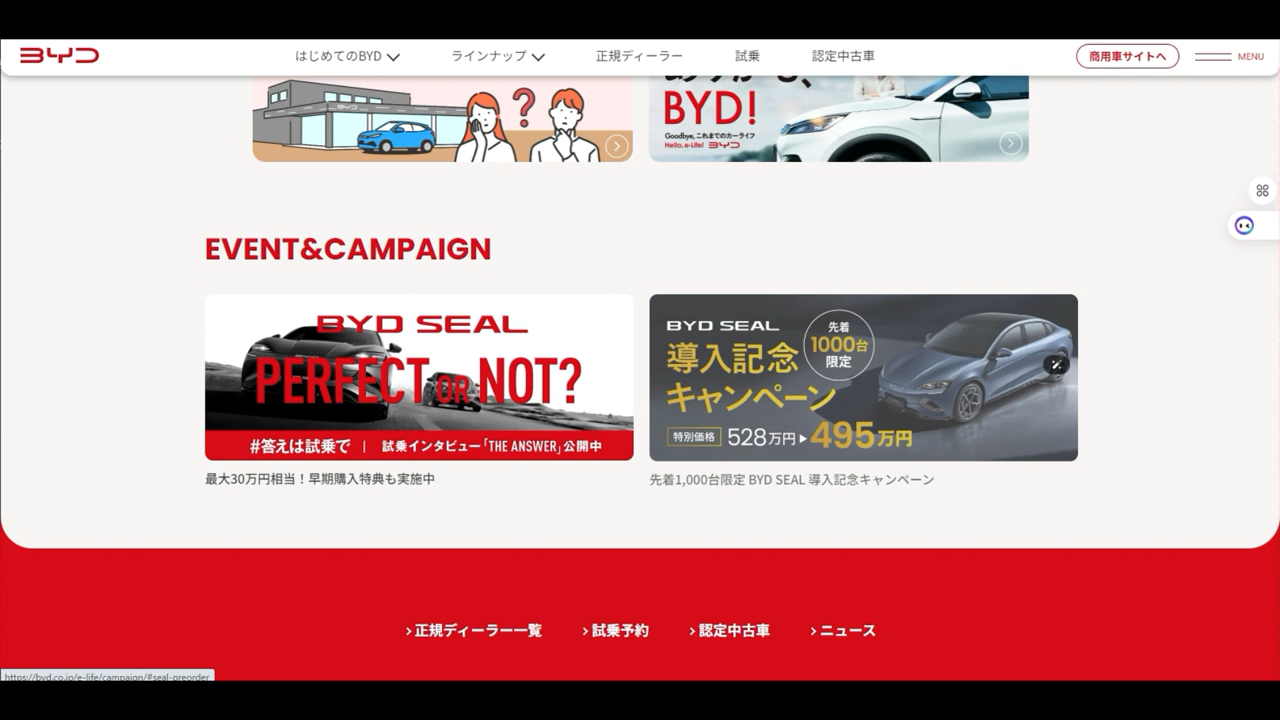 BYD
はじめてのBYD
ラインナップ
正規ディーラー
試乗
認定中古車
商用車サイトへ
MENU
BYD
?
BYD!
Goodbye, これまでのカーライフ
Hello, e-Life! BYD
EVENT&CAMPAIGN
BYD SEAL
PERFECT OR NOT?
#答えは試乗で | 試乗インタビュー「THE ANSWER」公開中
最大30万円相当！早期購入特典も実施中
BYD SEAL
先着
1000台
限定
導入記念
キャンペーン
特別価格 528万円▶495万円
先着1,000台限定 BYD SEAL 導入記念キャンペーン
正規ディーラー一覧
試乗予約
認定中古車
ニュース
https://byd.co.jp/e-life/campaign/#seal-preorder